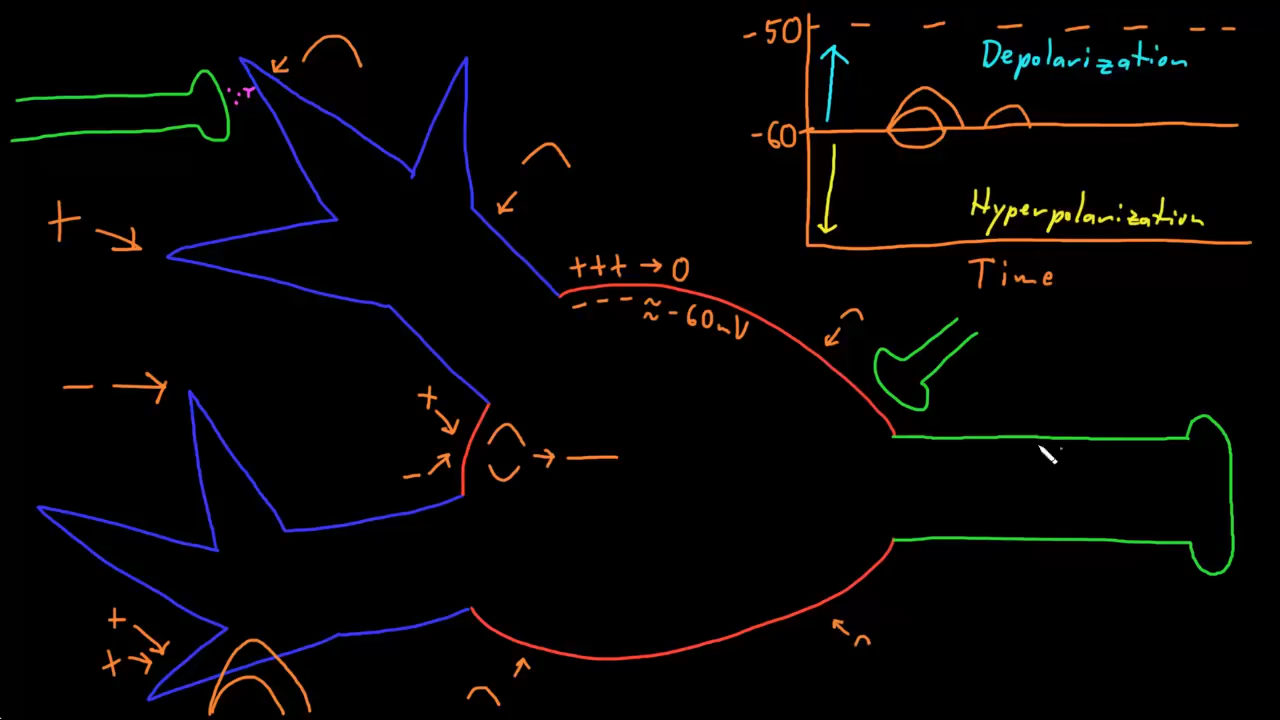 -50
Depolarization
-60
Hyperpolarization
Time
+
+++ → 0
--- ≈ -60mV
- →
+
-
+
+